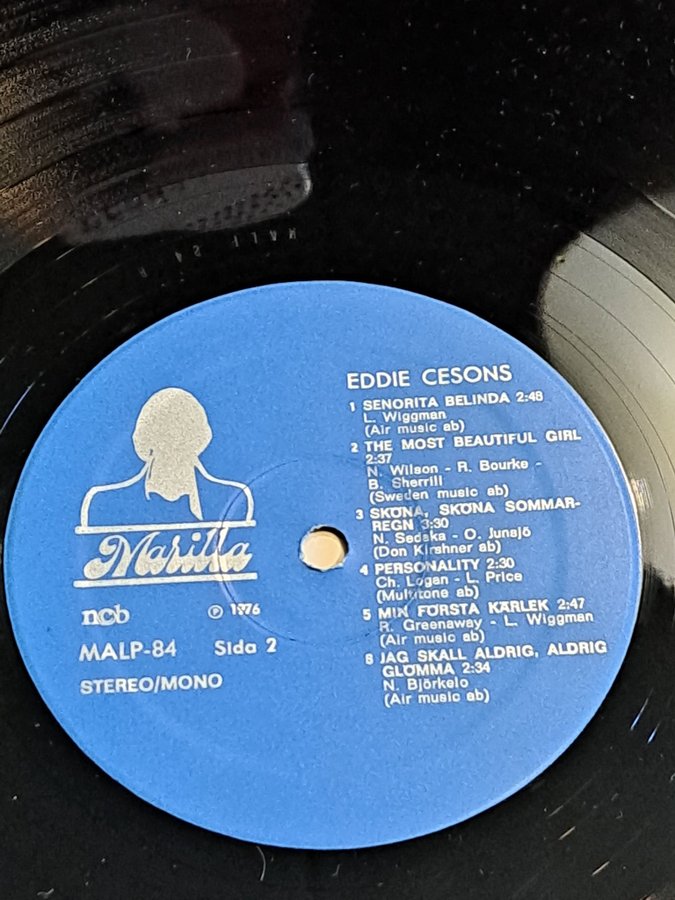 EDDIE CESONS
1 SENORITA BELINDA 2:48
L. Wiggman
(Air music ab)
2 THE MOST BEAUTIFUL GIRL
2:37
N. Wilson - R. Bourke -
B. Sherrill
(Sweden music ab)
3 SKÖNA, SKÖNA SOMMAR-
REGN 3:30
N. Sedaka - O. Junsjö
(Don Kirshner ab)
4 PERSONALITY 2:30
Ch. Logan - L. Price
(Multitone ab)
5 MIN FÖRSTA KÄRLEK 2:47
R. Greenaway - L. Wiggman
(Air music ab)
6 JAG SKALL ALDRIG, ALDRIG
GLÖMMA 2:34
N. Björkelo
(Air music ab)
Marilla
ncb ℗ 1976
MALP-84 Sida 2
STEREO/MONO